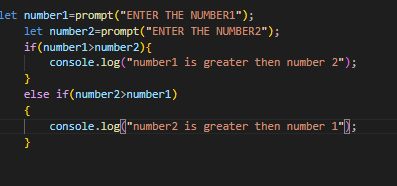 let number1=prompt("ENTER THE NUMBER1");
let number2=prompt("ENTER THE NUMBER2");
if(number1>number2){
console.log("number1 is greater then number 2");
}
else if(number2>number1)
{
console.log("number2 is greater then number 1");
}